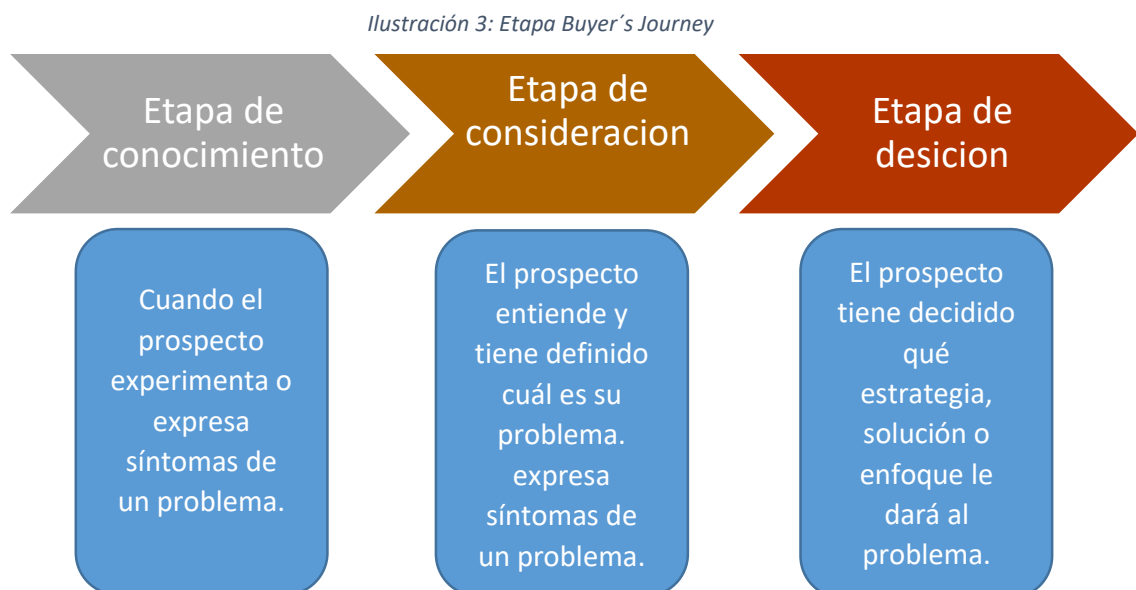 Ilustración 3: Etapa Buyer´s Journey
Etapa de
conocimiento
Etapa de
consideracion
Etapa de
desicion
Cuando el
prospecto
experimenta o
expresa
síntomas de
un problema.
El prospecto
entiende y
tiene definido
cuál es su
problema.
expresa
síntomas de
un problema.
El prospecto
tiene decidido
qué
estrategia,
solución o
enfoque le
dará al
problema.